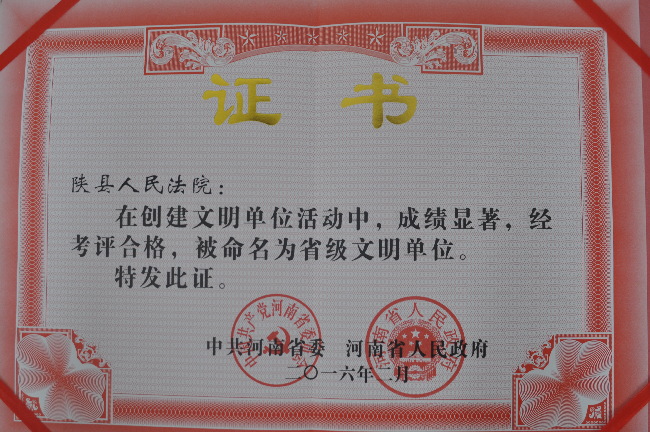 证 书
陕县人民法院：
在创建文明单位活动中，成绩显著，经
考评合格，被命名为省级文明单位。
特发此证。
中共河南省委 河南省人民政府
二〇一六年一月